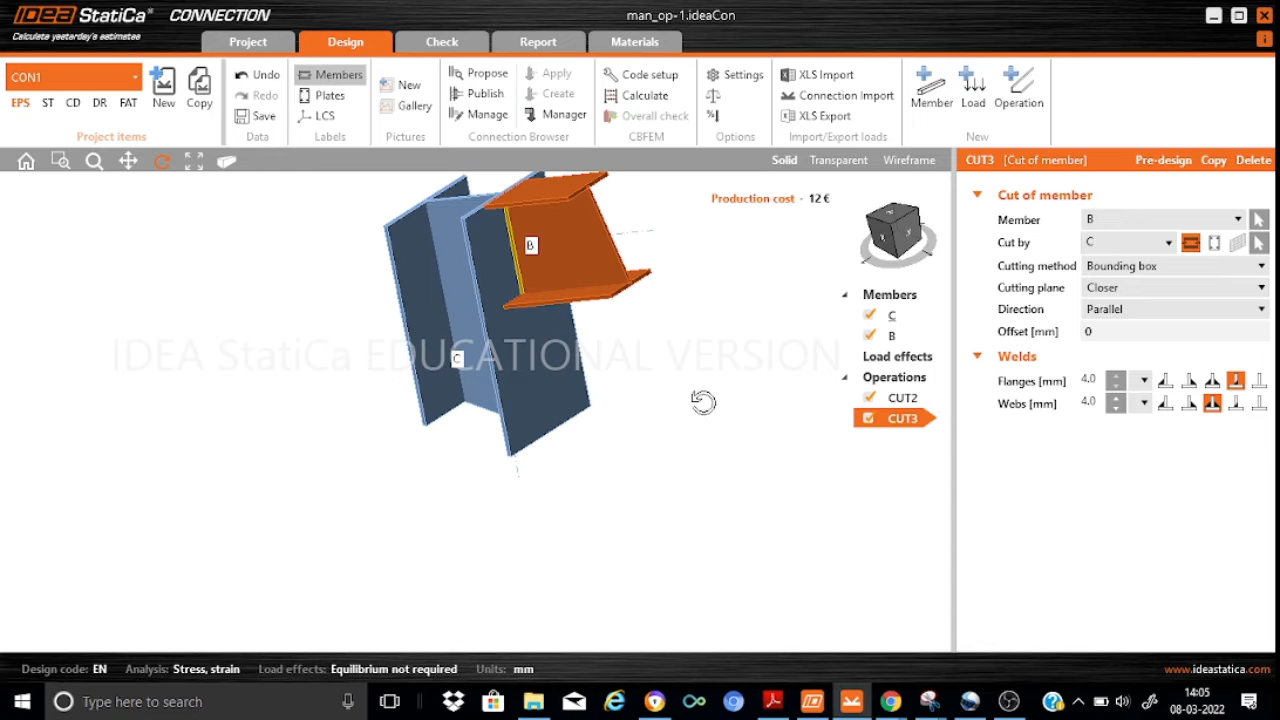 IDEA StatiCa® CONNECTION
Calculate yesterday's estimates
man_op-1.ideaCon
Project Design Check Report Materials
CON1
EPS ST CD DR FAT
New Copy
Project items
Undo
Redo
Save
Data
Members
Plates
LCS
Labels
New
Gallery
Pictures
Propose
Publish
Manage
Apply
Create
Manager
Connection Browser
Code setup
Calculate
Overall check
CBFEM
Settings
Options
XLS Import
Connection Import
XLS Export
Import/Export loads
Member Load Operation
New
Solid Transparent Wireframe
Production cost - 12 €
B
C
IDEA StatiCa EDUCATIONAL VERSION
Members
C
B
Load effects
Operations
CUT2
CUT3
CUT3 [Cut of member] Pre-design Copy Delete
Cut of member
Member B
Cut by C
Cutting method Bounding box
Cutting plane Closer
Direction Parallel
Offset [mm] 0
Welds
Flanges [mm] 4.0
Webs [mm] 4.0
Design code: EN Analysis: Stress, strain Load effects: Equilibrium not required Units: mm
www.ideastatica.com
Type here to search
14:05
08-03-2022